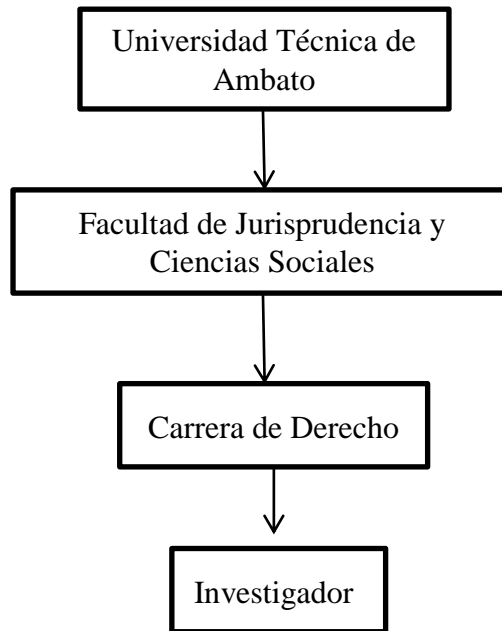 Universidad Técnica de
Ambato
Facultad de Jurisprudencia y
Ciencias Sociales
Carrera de Derecho
Investigador